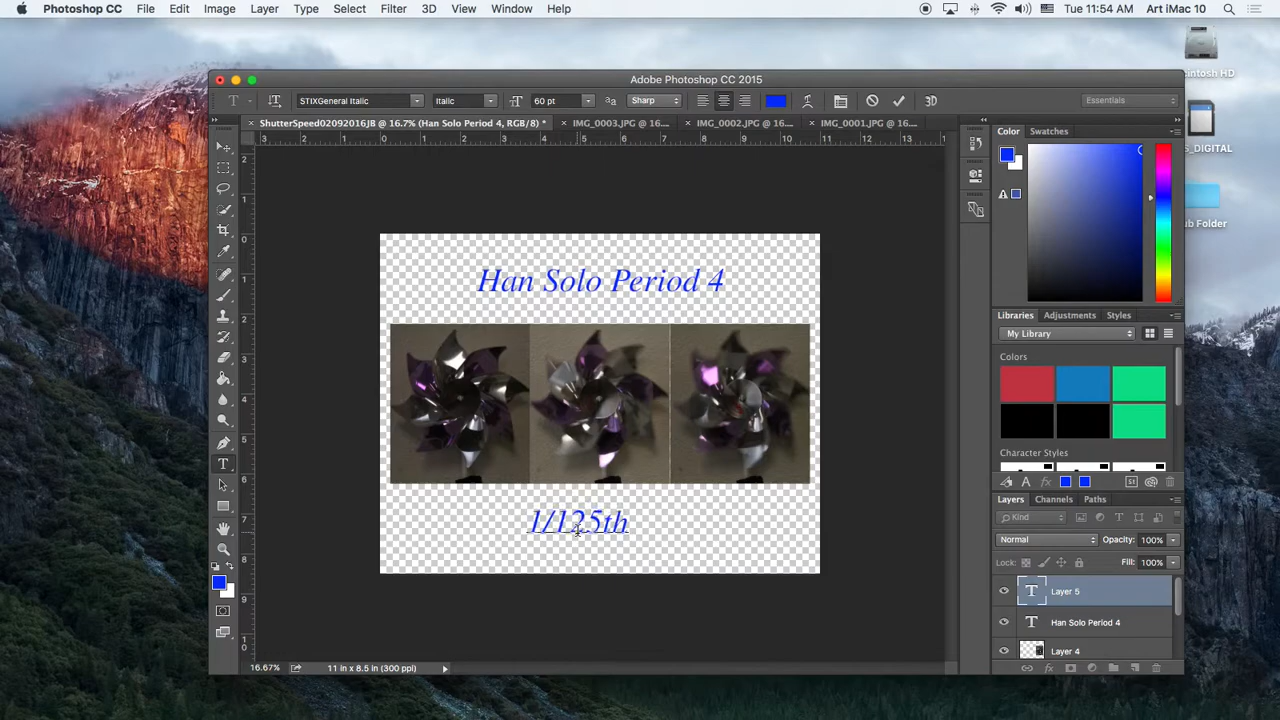 Photoshop CC File Edit Image Layer Type Select Filter 3D View Window Help Tue 11:54 AM Art iMac 10
Adobe Photoshop CC 2015
STIXGeneral Italic Italic 60 pt Sharp 3D Essentials
ShutterSpeed02092016JB @ 16.7% (Han Solo Period 4, RGB/8) * IMG_0003.JPG @ 16.... IMG_0002.JPG @ 16.... IMG_0001.JPG @ 16....
Color Swatches
Han Solo Period 4
1/125th
Libraries Adjustments Styles
My Library
Colors
Character Styles
Layers Channels Paths
Kind
Normal Opacity: 100%
Lock: Fill: 100%
Layer 5
Han Solo Period 4
Layer 4
16.67% 11 in x 8.5 in (300 ppi)